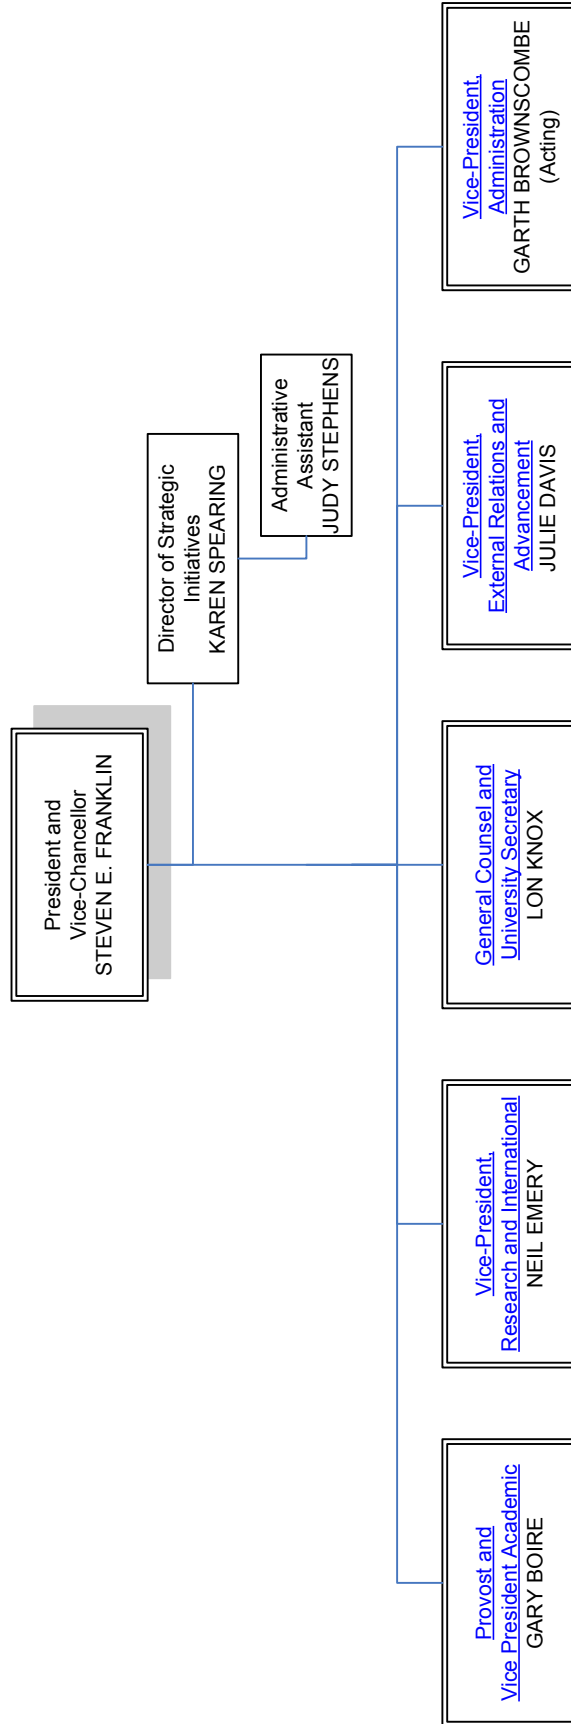 President and
Vice-Chancellor
STEVEN E. FRANKLIN
Director of Strategic
Initiatives
KAREN SPEARING
Administrative
Assistant
JUDY STEPHENS
Provost and
Vice President Academic
GARY BOIRE
Vice-President,
Research and International
NEIL EMERY
General Counsel and
University Secretary
LON KNOX
Vice-President,
External Relations and
Advancement
JULIE DAVIS
Vice-President,
Administration
GARTH BROWNSCOMBE
(Acting)